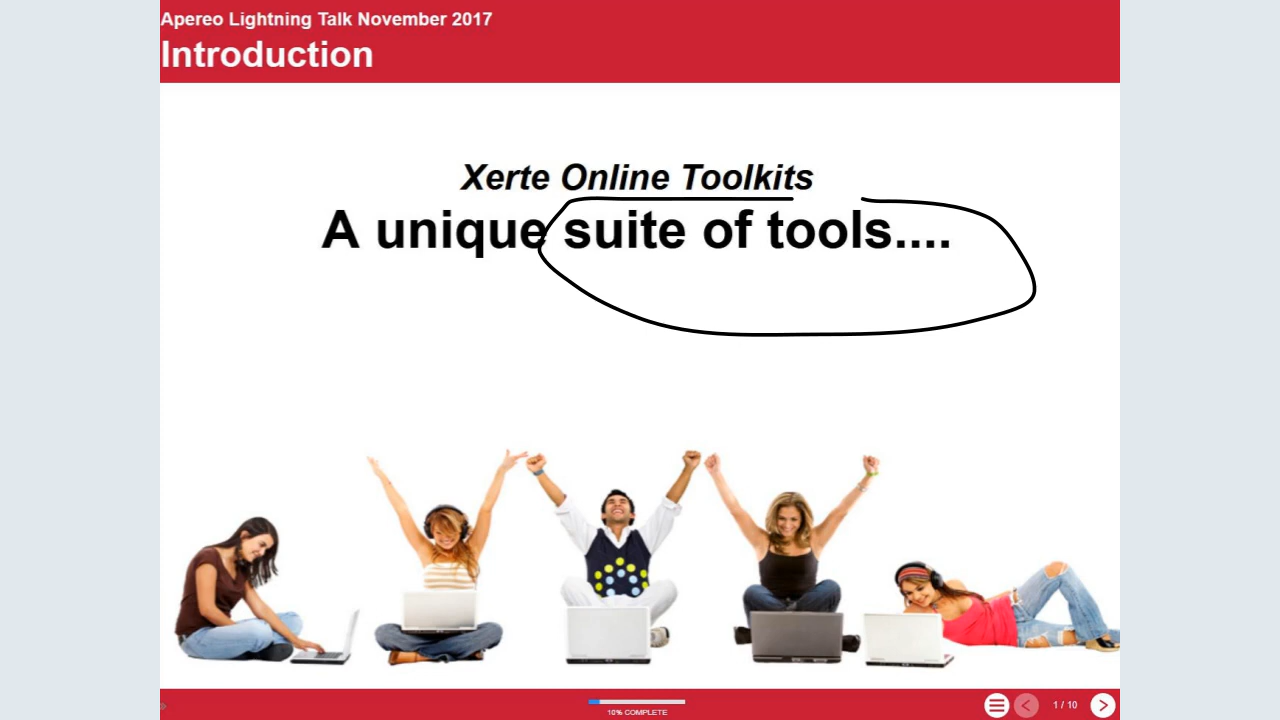 Apereo Lightning Talk November 2017
Introduction
Xerte Online Toolkits
A unique suite of tools....
1 / 10
10% COMPLETE